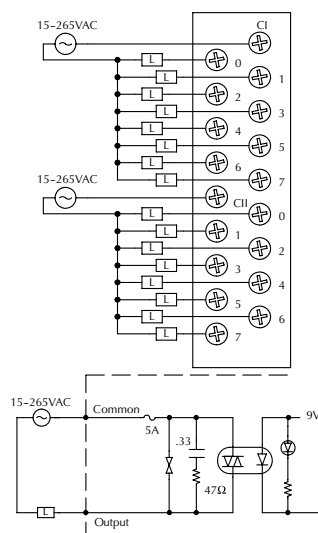 15–265VAC
CI
L
0
L
1
L
2
L
3
L
4
L
5
L
6
L
7
15–265VAC
CII
L
0
L
1
L
2
L
3
L
4
L
5
L
6
L
7
15–265VAC
Common
5A
.33
47Ω
9V
L
Output